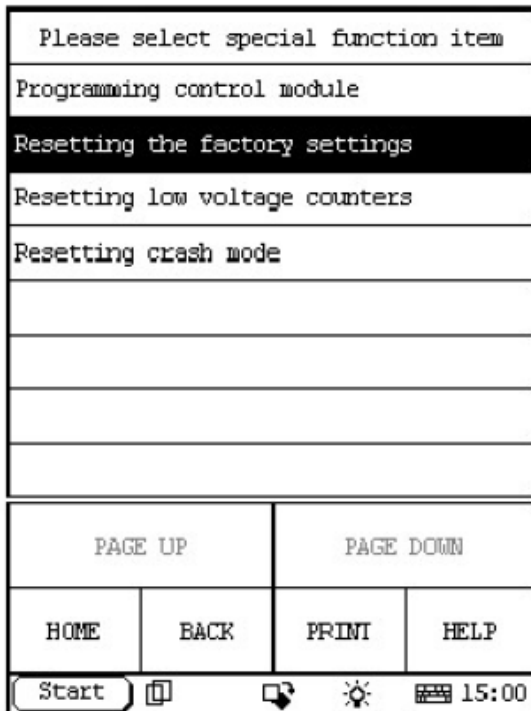 Please select special function item
Programming control module
Resetting the factory settings
Resetting low voltage counters
Resetting crash mode
PAGE UP PAGE DOWN
HOME BACK PRINT HELP
Start 15:00